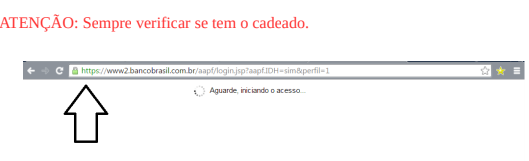 ATENÇÃO: Sempre verificar se tem o cadeado.
https://www2.bancobrasil.com.br/aapf/login.jsp?aapf.IDH=sim&perfil=1
Aguarde, iniciando o acesso...